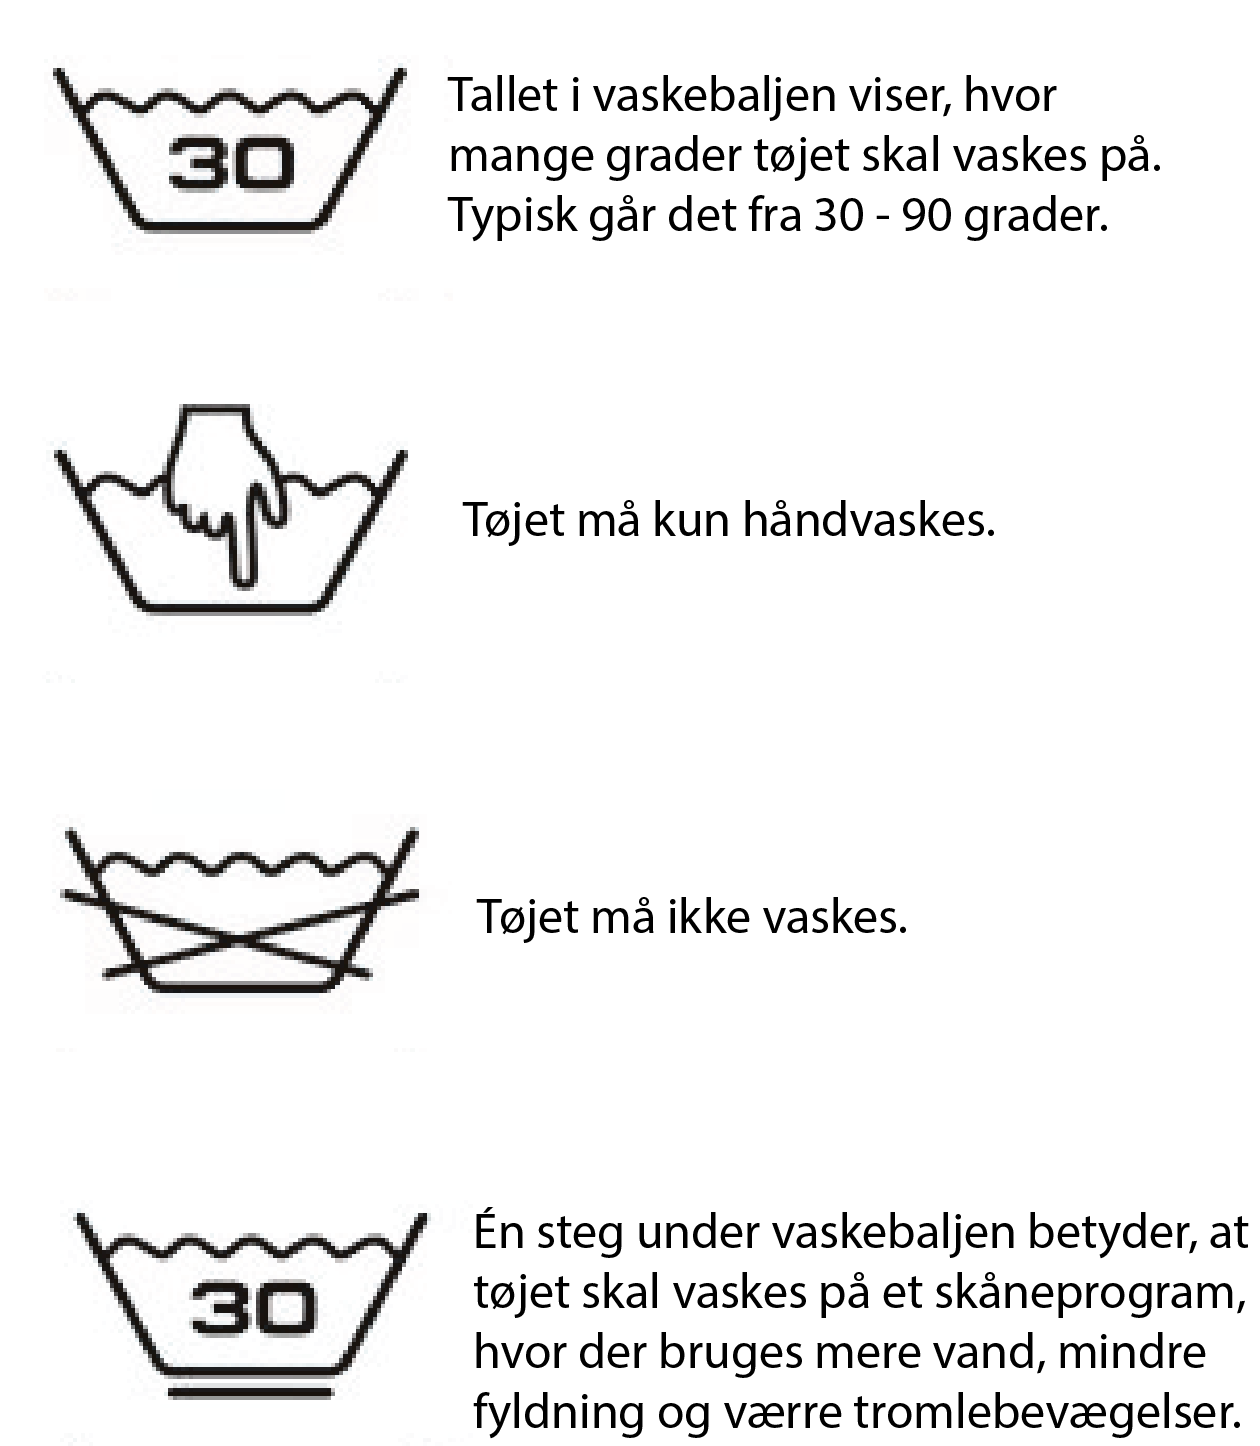 30
Tallet i vaskebaljen viser, hvor
mange grader tøjet skal vaskes på.
Typisk går det fra 30 - 90 grader.
Tøjet må kun håndvaskes.
Tøjet må ikke vaskes.
30
Én steg under vaskebaljen betyder, at
tøjet skal vaskes på et skåneprogram,
hvor der bruges mere vand, mindre
fyldning og værre tromlebevægelser.